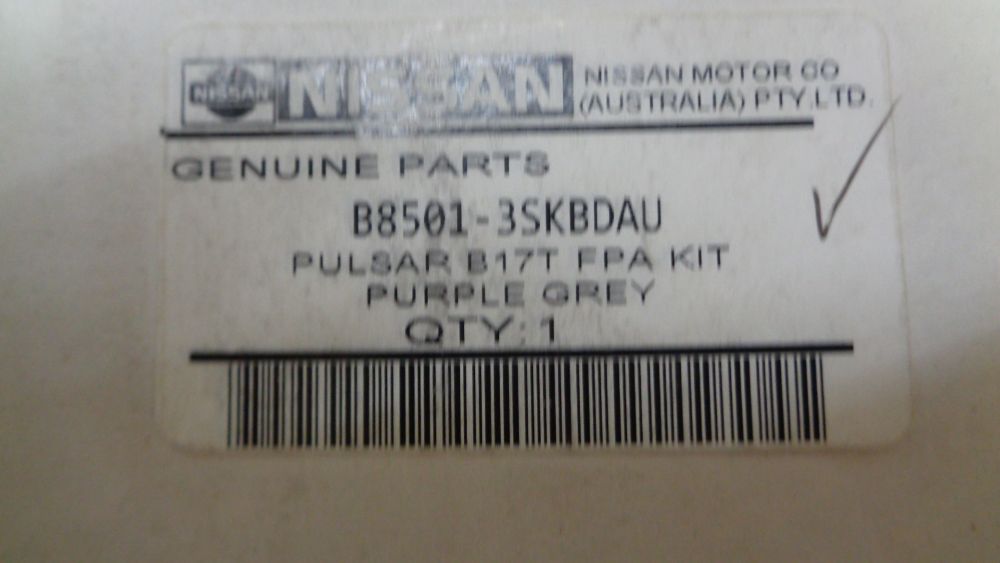 NISSAN NISSAN NISSAN MOTOR CO
(AUSTRALIA) PTY.LTD.
GENUINE PARTS
B8501-3SKBDAU
PULSAR B17T FPA KIT
PURPLE GREY
QTY: 1